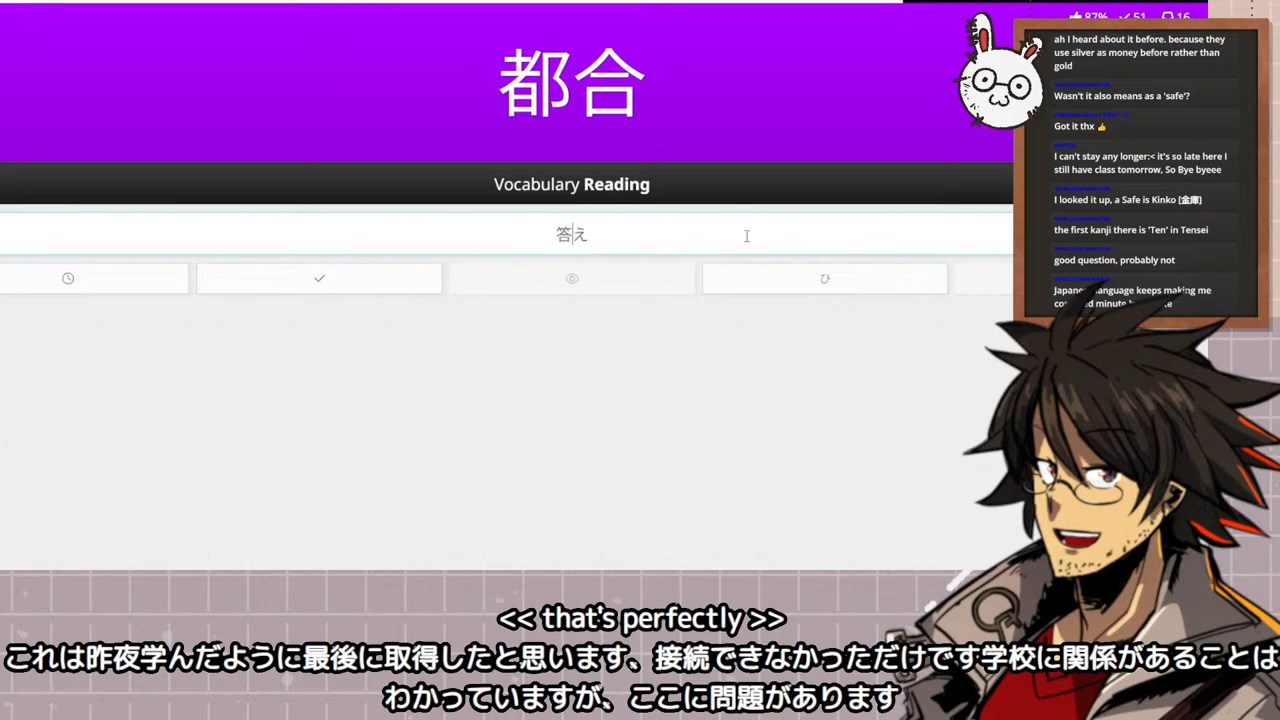 87% 51 16
都合
Vocabulary Reading
答え
ひ
ah I heard about it before. because they
use silver as money before rather than
gold
Wasn't it also means as a 'safe'?
Got it thx 👍
I can't stay any longer:< it's so late here I
still have class tomorrow, So Bye byeee
I looked it up, a Safe is Kinko [金庫]
the first kanji there is 'Ten' in Tensei
good question, probably not
language keeps making me
minute
<< that's perfectly >>
これは昨夜学んだように最後に取得したと思います、接続できなかっただけです学校に関係があることは
わかっていますが、ここに問題があります